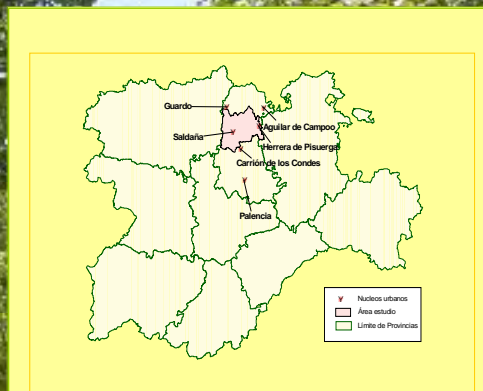 Guardo
Aguilar de Campoo
Saldaña
Herrera de Pisuerga
Carrión de los Condes
Palencia
Nucleos urbanos
Área estudio
Límite de Provincias